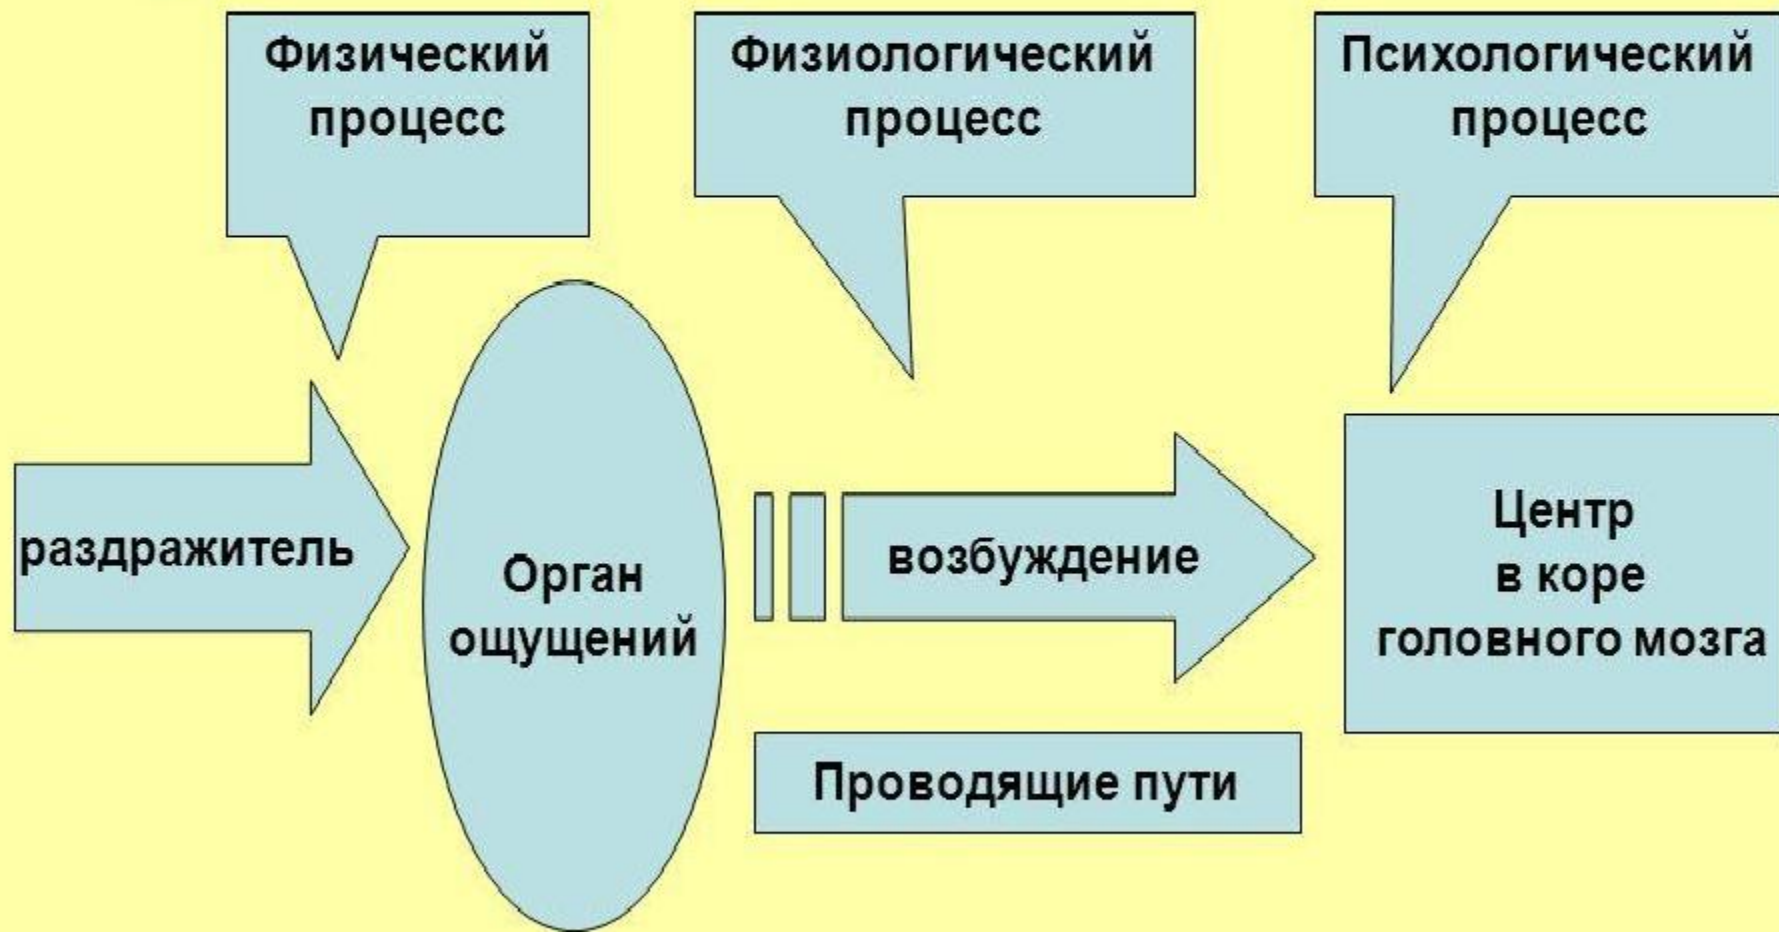 Физический
процесс
Физиологический
процесс
Психологический
процесс
раздражитель
Орган
ощущений
возбуждение
Центр
в коре
головного мозга
Проводящие пути